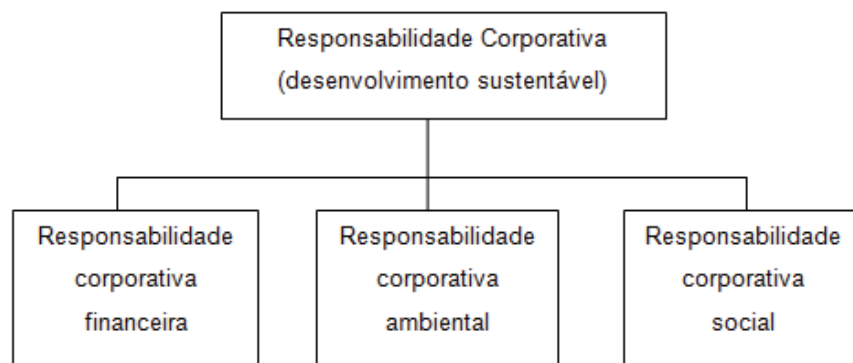 Responsabilidade Corporativa
(desenvolvimento sustentável)
Responsabilidade
corporativa
financeira
Responsabilidade
corporativa
ambiental
Responsabilidade
corporativa
social